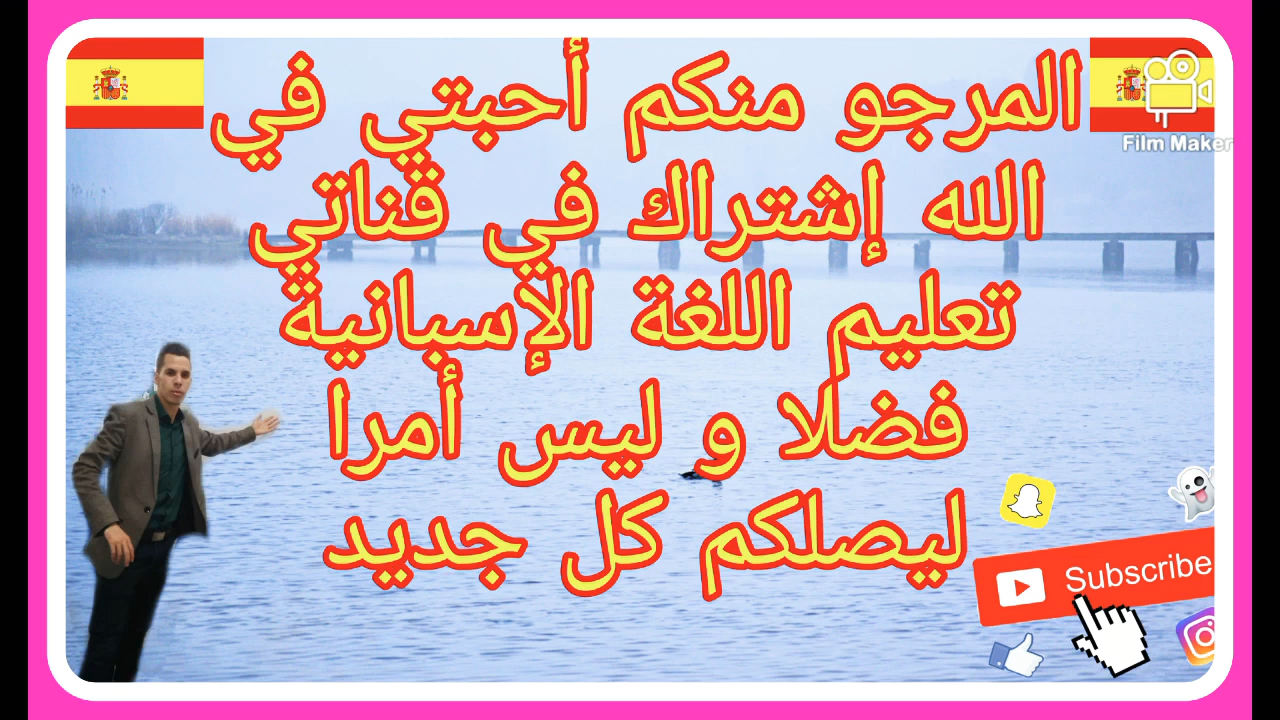 المرجو منكم أحبتي في
الله إشتراك في قناتي
تعليم اللغة الإسبانية
فضلا و ليس أمرا
ليصلكم كل جديد
Film Maker
Subscribe